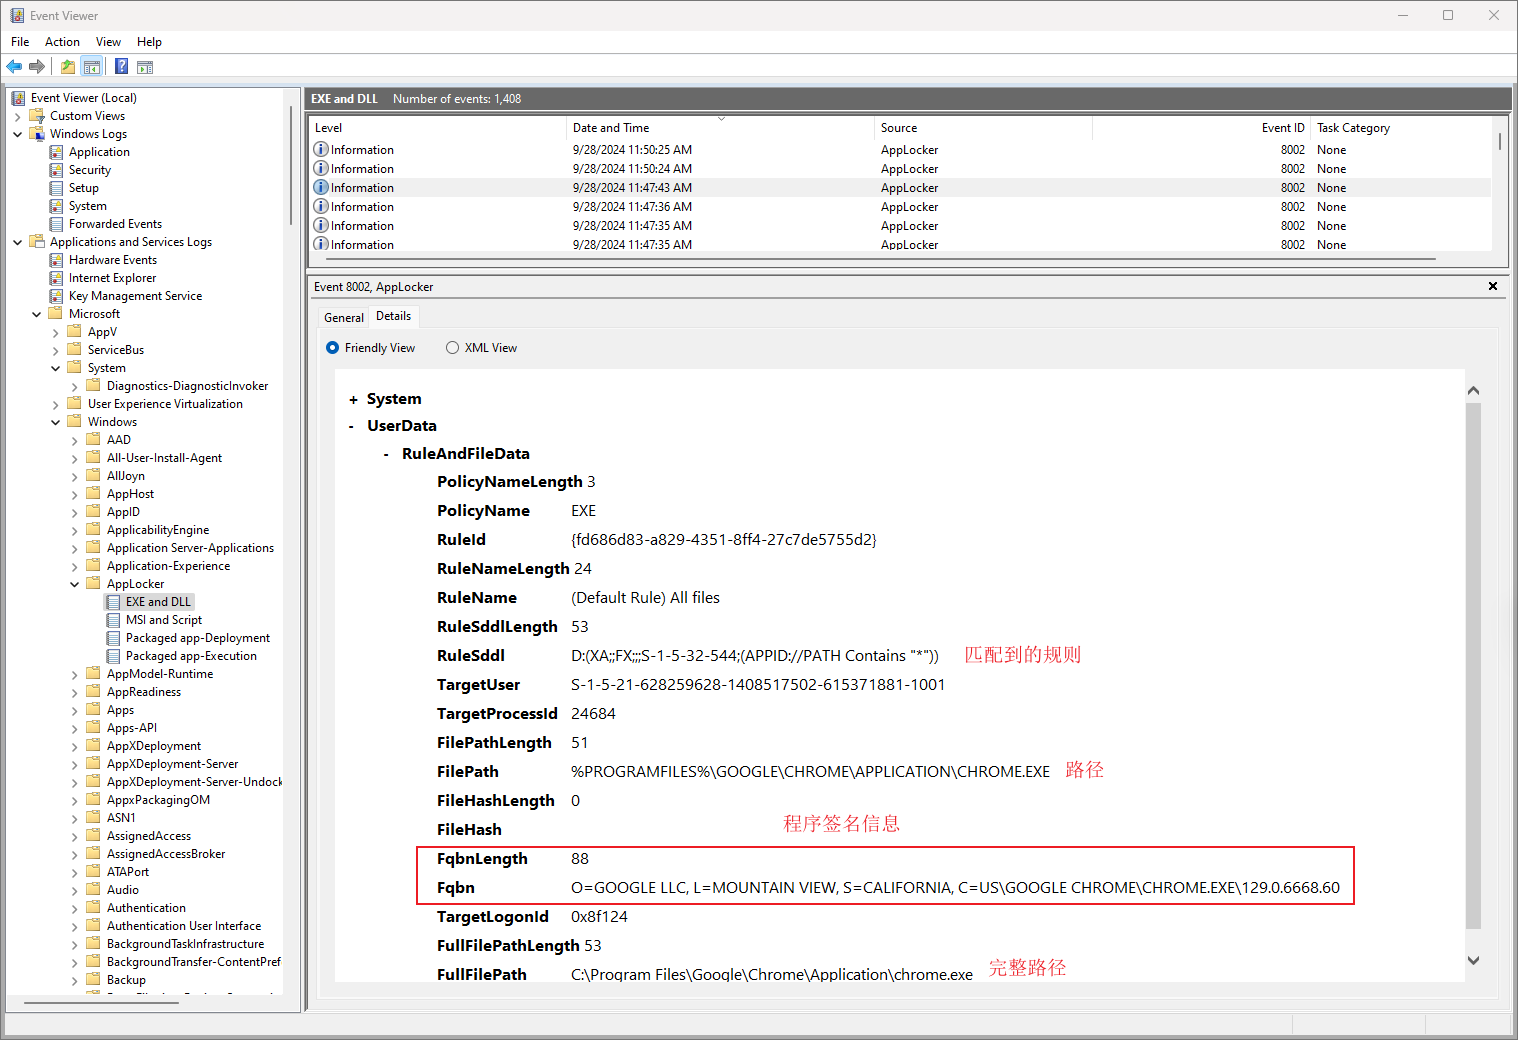 Event Viewer
File Action View Help
Event Viewer (Local)
Custom Views
Windows Logs
Application
Security
Setup
System
Forwarded Events
Applications and Services Logs
Hardware Events
Internet Explorer
Key Management Service
Microsoft
AppV
ServiceBus
System
Diagnostics-DiagnosticInvoker
User Experience Virtualization
Windows
AAD
All-User-Install-Agent
AllJoyn
AppHost
AppID
ApplicabilityEngine
Application Server-Applications
Application-Experience
AppLocker
EXE and DLL
MSI and Script
Packaged app-Deployment
Packaged app-Execution
AppModel-Runtime
AppReadiness
Apps
Apps-API
AppXDeployment
AppXDeployment-Server
AppXDeployment-Server-Undock
AppxPackagingOM
ASN1
AssignedAccess
AssignedAccessBroker
ATAPort
Audio
Authentication
Authentication User Interface
BackgroundTaskInfrastructure
BackgroundTransfer-ContentPref
Backup
EXE and DLL Number of events: 1,408
Level Date and Time Source Event ID Task Category
Information 9/28/2024 11:50:25 AM AppLocker 8002 None
Information 9/28/2024 11:50:24 AM AppLocker 8002 None
Information 9/28/2024 11:47:43 AM AppLocker 8002 None
Information 9/28/2024 11:47:36 AM AppLocker 8002 None
Information 9/28/2024 11:47:35 AM AppLocker 8002 None
Information 9/28/2024 11:47:35 AM AppLocker 8002 None
Event 8002, AppLocker
General Details
Friendly View XML View
+ System
- UserData
- RuleAndFileData
PolicyNameLength 3
PolicyName EXE
RuleId {fd686d83-a829-4351-8ff4-27c7de5755d2}
RuleNameLength 24
RuleName (Default Rule) All files
RuleSddlLength 53
RuleSddl D:(XA;;FX;;;S-1-5-32-544;(APPID://PATH Contains "*")) 匹配到的规则
TargetUser S-1-5-21-628259628-1408517502-615371881-1001
TargetProcessId 24684
FilePathLength 51
FilePath %PROGRAMFILES%\GOOGLE\CHROME\APPLICATION\CHROME.EXE 路径
FileHashLength 0
FileHash
程序签名信息
FqbnLength 88
Fqbn O=GOOGLE LLC, L=MOUNTAIN VIEW, S=CALIFORNIA, C=US\GOOGLE CHROME\CHROME.EXE\129.0.6668.60
TargetLogonId 0x8f124
FullFilePathLength 53
FullFilePath C:\Program Files\Google\Chrome\Application\chrome.exe 完整路径